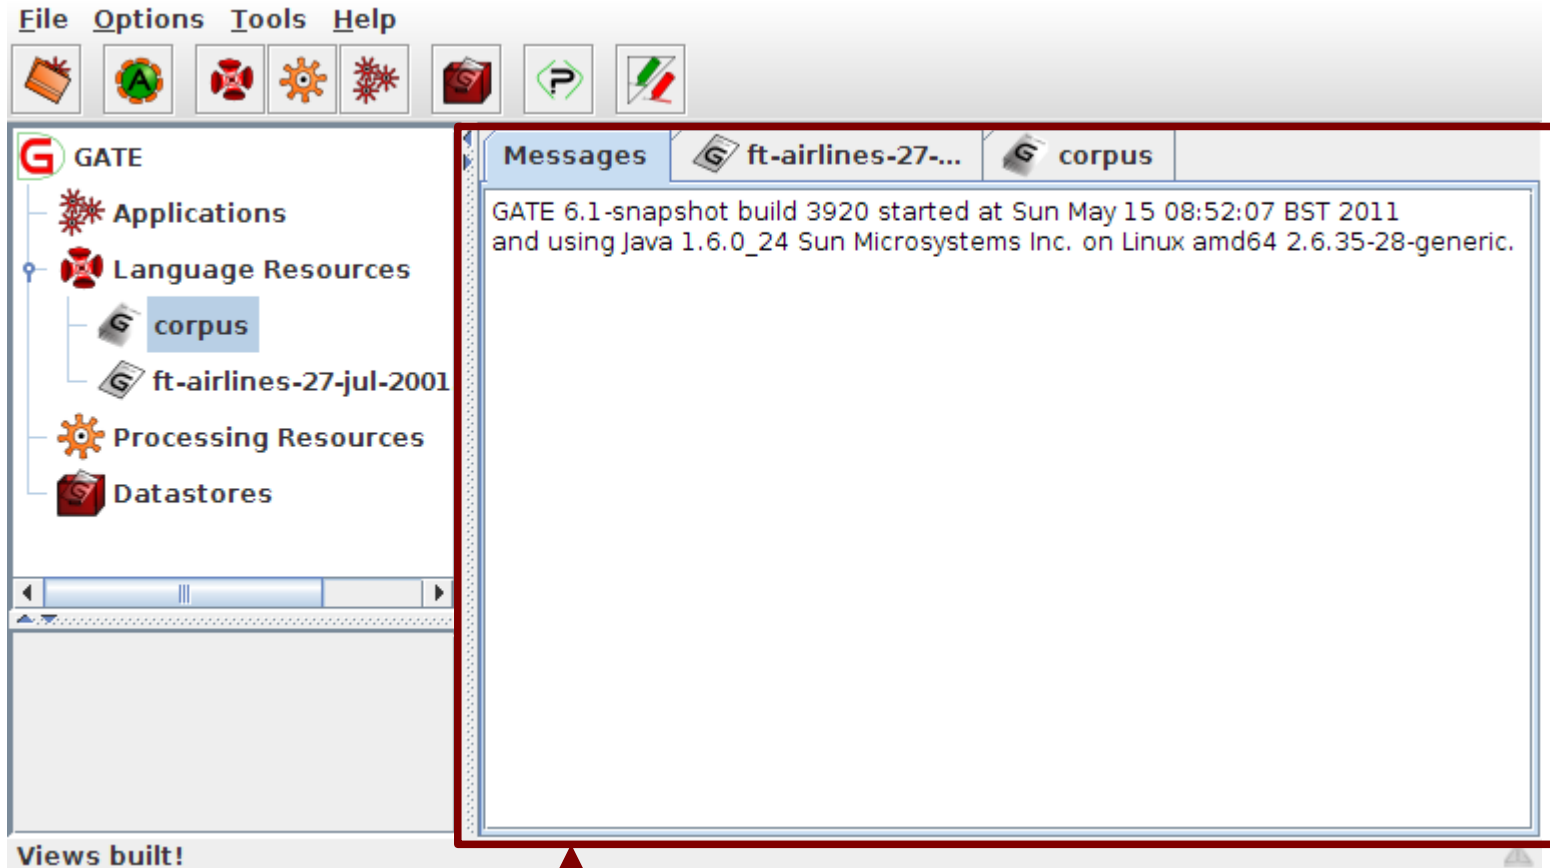 File Options Tools Help
GATE
Applications
Language Resources
corpus
ft-airlines-27-jul-2001
Processing Resources
Datastores
Messages ft-airlines-27-... corpus
GATE 6.1-snapshot build 3920 started at Sun May 15 08:52:07 BST 2011
and using Java 1.6.0_24 Sun Microsystems Inc. on Linux amd64 2.6.35-28-generic.
Views built!